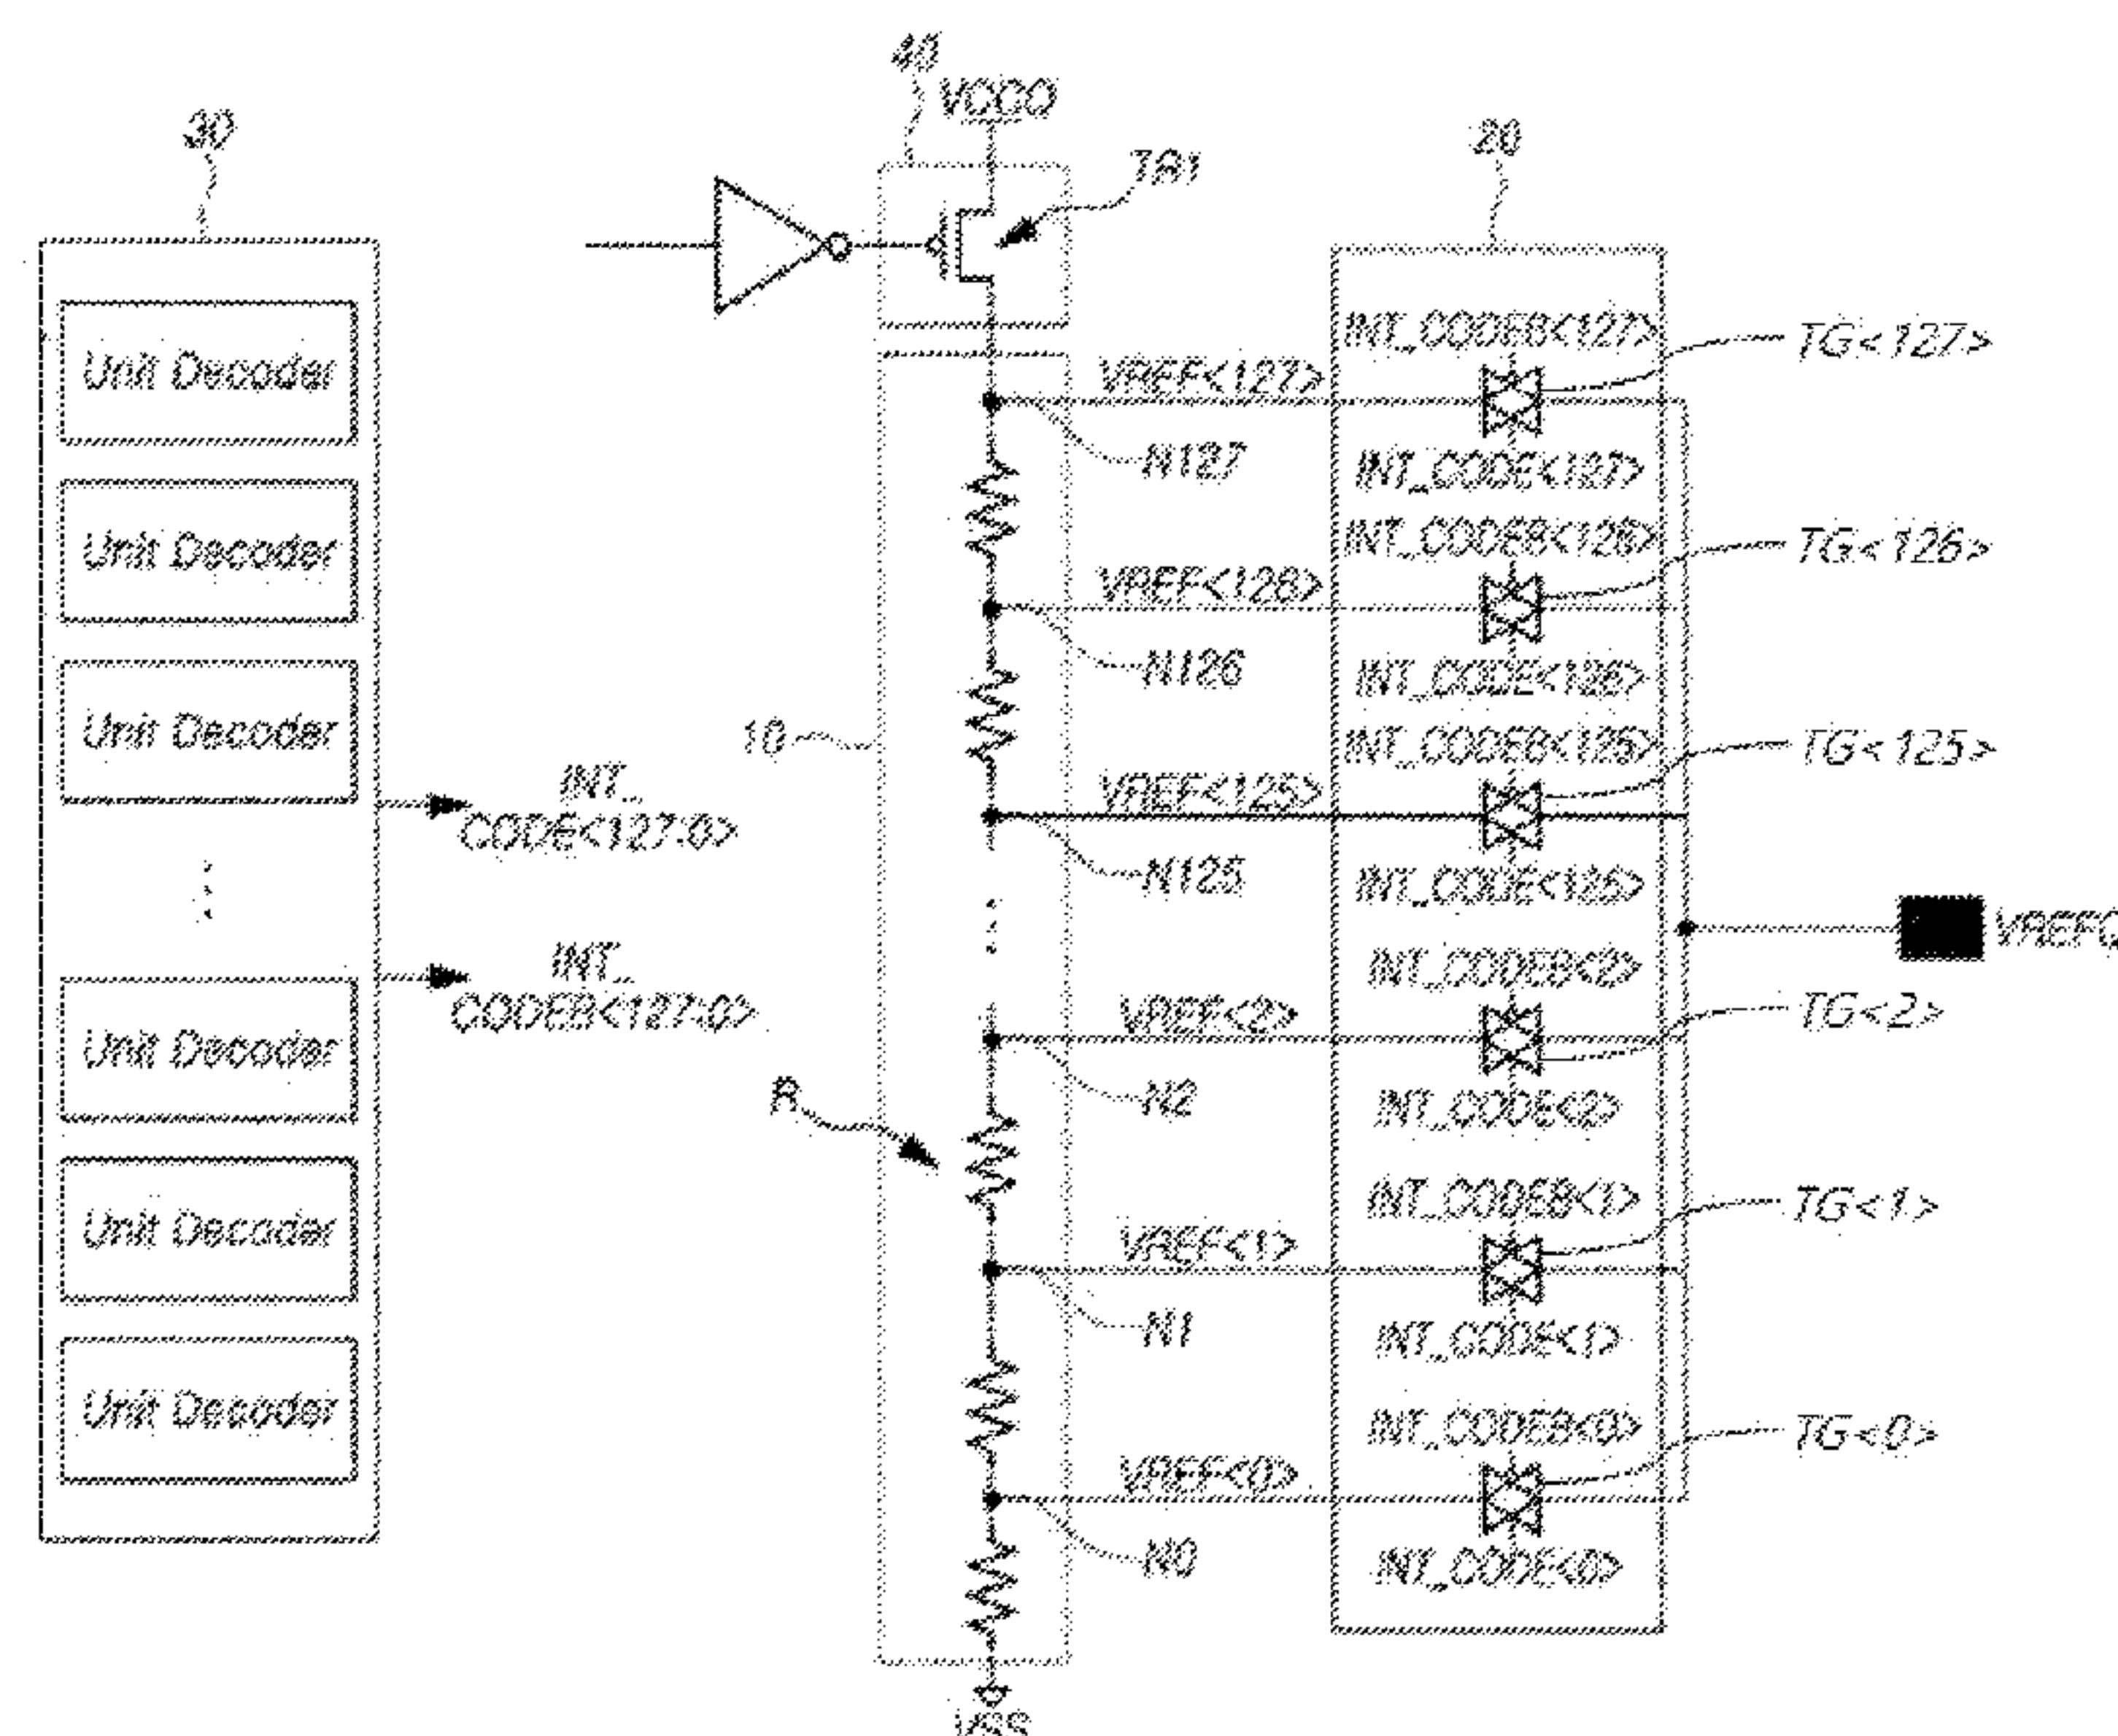 30
Unit Decoder
Unit Decoder
Unit Decoder
Unit Decoder
Unit Decoder
Unit Decoder
INT_
CODE<127:0>
INT_
CODEB<127:0>
40
VCCQ
TR1
10
R
VREF<127>
N127
VREF<126>
N126
VREF<125>
N125
VREF<2>
N2
VREF<1>
N1
VREF<0>
N0
VSS
20
INT_CODEB<127>
INT_CODE<127>
INT_CODEB<126>
INT_CODE<126>
INT_CODEB<125>
INT_CODE<125>
INT_CODEB<2>
INT_CODE<2>
INT_CODEB<1>
INT_CODE<1>
INT_CODEB<0>
INT_CODE<0>
TG<127>
TG<126>
TG<125>
TG<2>
TG<1>
TG<0>
VREFQ